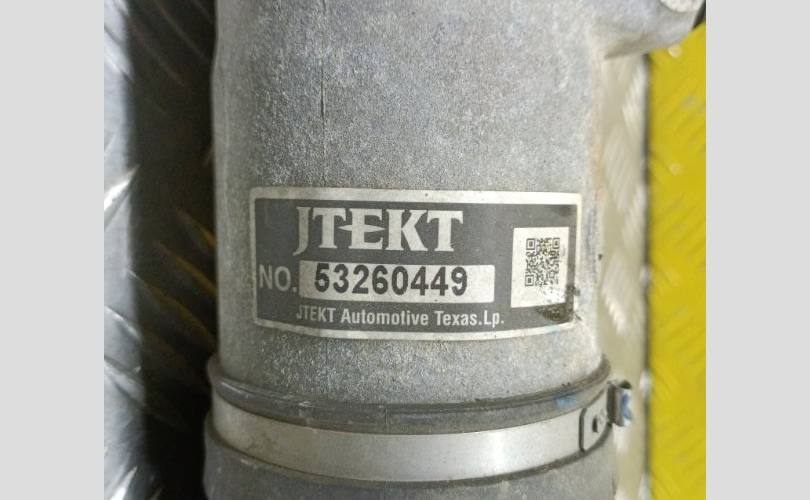 JTEKT
NO. 53260449
JTEKT Automotive Texas.Lp.